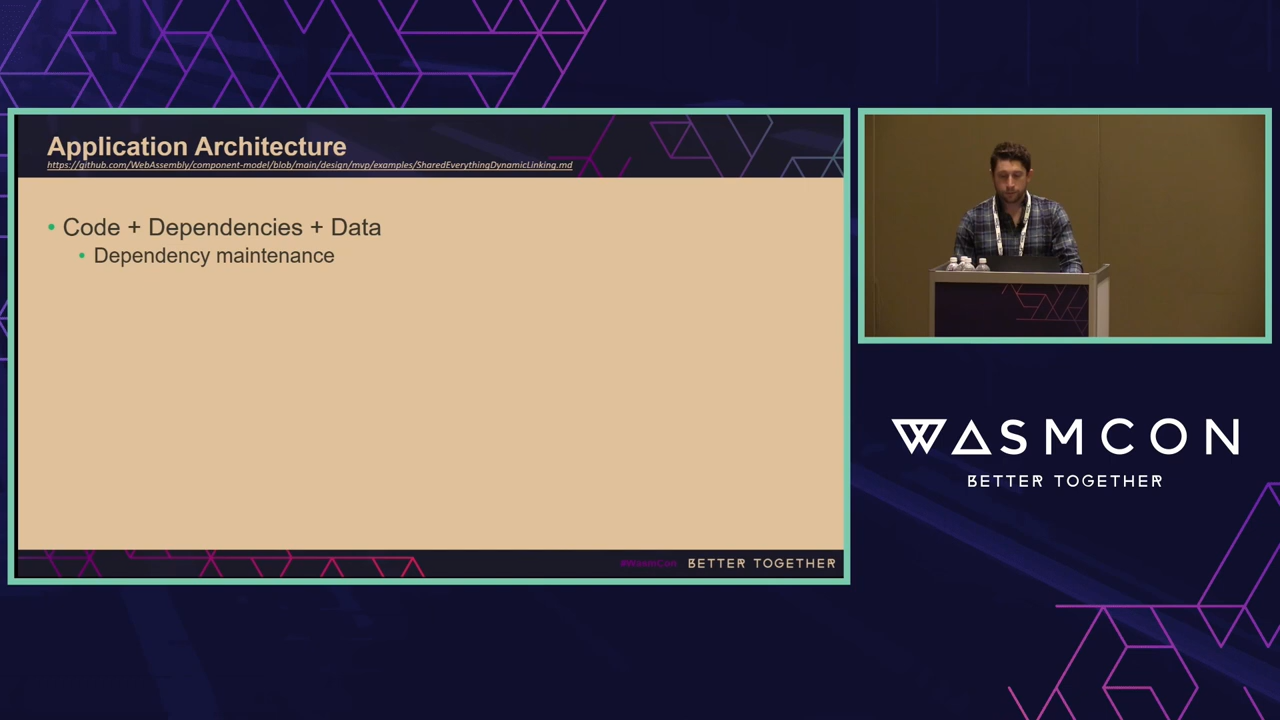 Application Architecture
https://github.com/WebAssembly/component-model/blob/main/design/mvp/examples/SharedEverythingDynamicLinking.md
• Code + Dependencies + Data
• Dependency maintenance
#WasmCon BETTER TOGETHER
WASMCON
BETTER TOGETHER